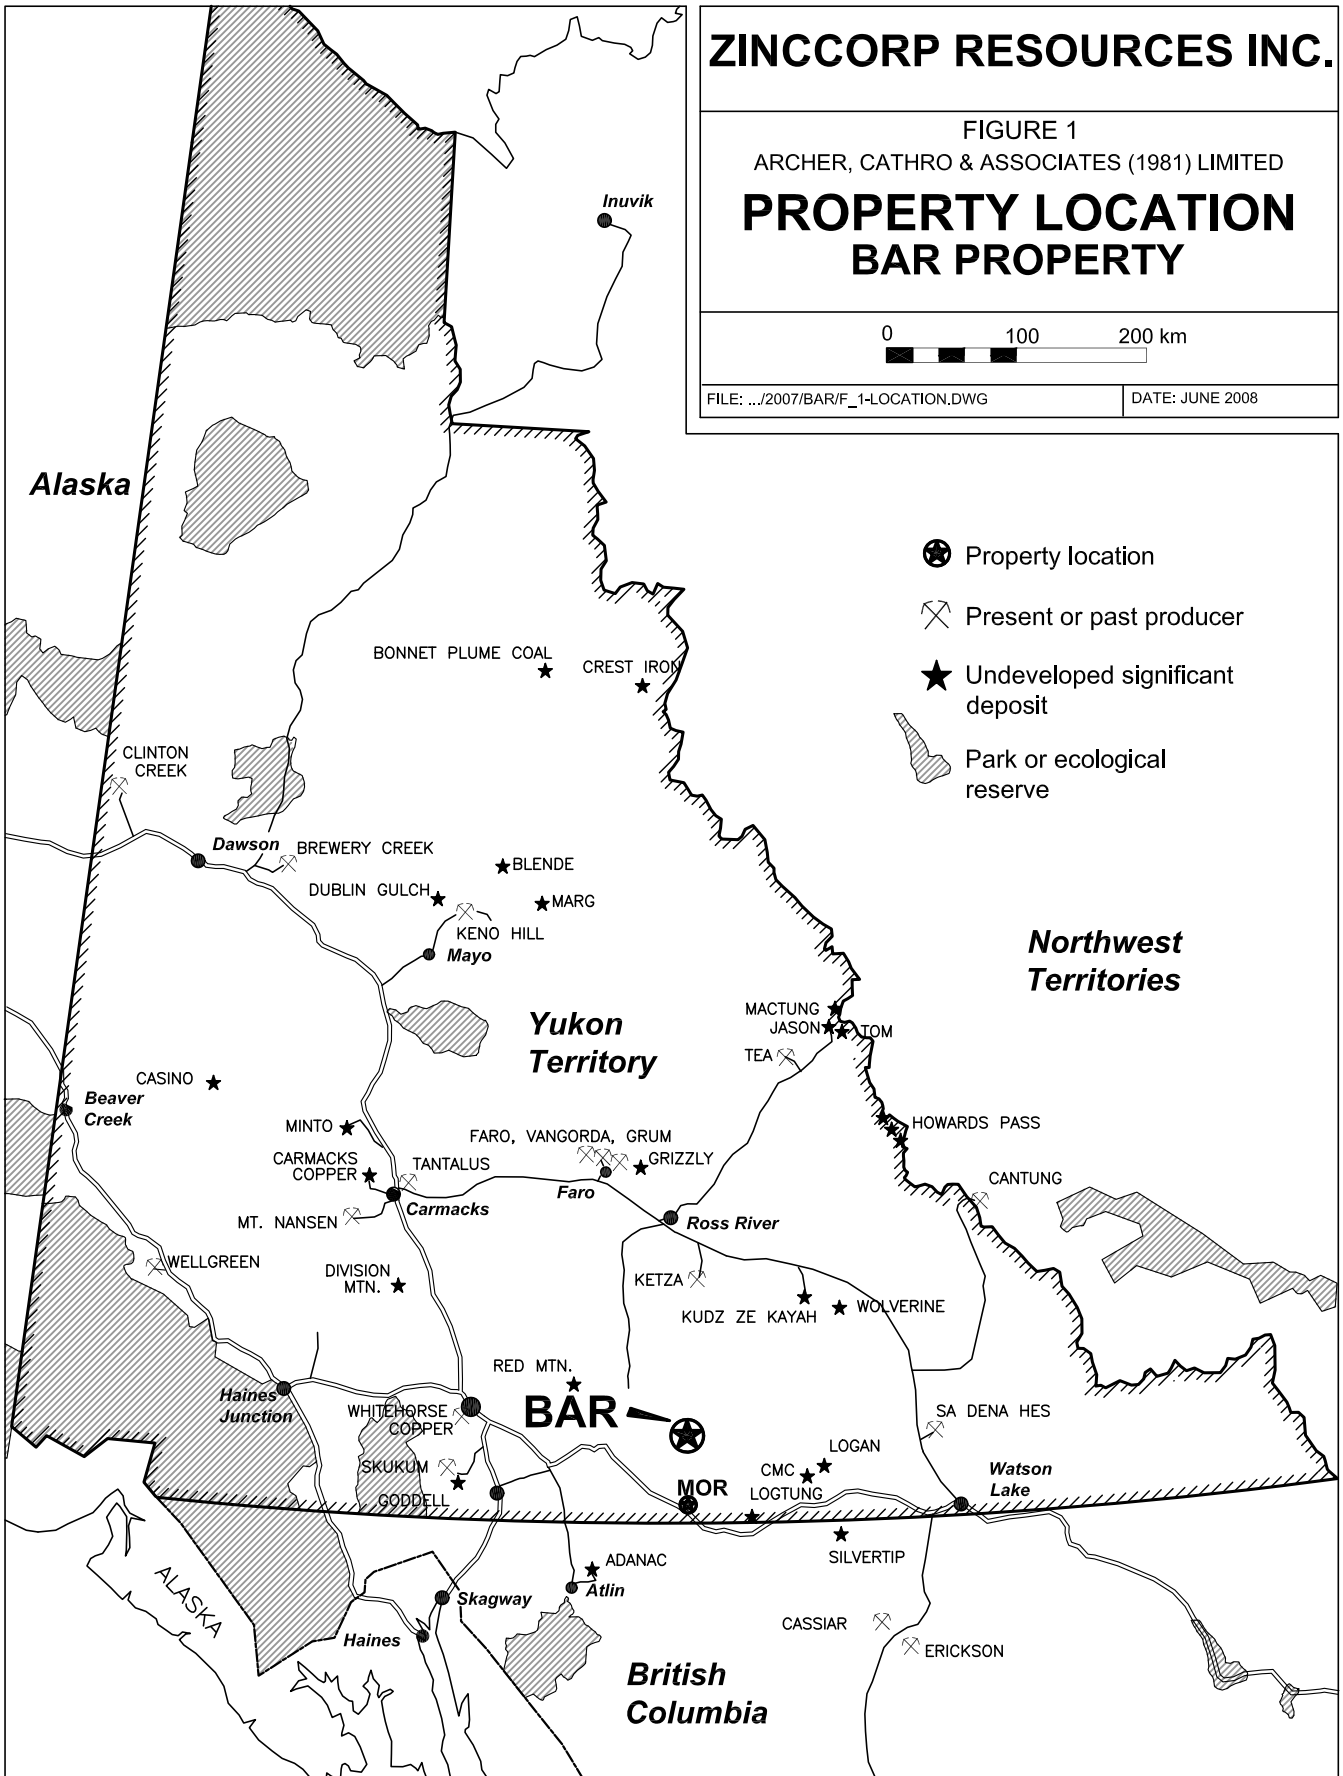 ZINCCORP RESOURCES INC.
FIGURE 1
ARCHER, CATHRO & ASSOCIATES (1981) LIMITED
PROPERTY LOCATION
BAR PROPERTY
0 100 200 km
FILE: .../2007/BAR/F_1-LOCATION.DWG
DATE: JUNE 2008
Inuvik
Alaska
Property location
Present or past producer
Undeveloped significant
deposit
Park or ecological
reserve
BONNET PLUME COAL
CREST IRON
CLINTON
CREEK
Dawson
BREWERY CREEK
BLENDE
DUBLIN GULCH
MARG
KENO HILL
Mayo
Northwest
Territories
Yukon
Territory
MACTUNG
JASON
TOM
TEA
CASINO
Beaver
Creek
MINTO
HOWARDS PASS
FARO, VANGORDA, GRUM
GRIZZLY
CARMACKS
COPPER
TANTALUS
CANTUNG
Faro
Carmacks
MT. NANSEN
Ross River
WELLGREEN
DIVISION
MTN.
KETZA
KUDZ ZE KAYAH
WOLVERINE
RED MTN.
Haines
Junction
WHITEHORSE
COPPER
BAR
SA DENA HES
LOGAN
CMC
SKUKUM
GODDELL
MOR
LOGTUNG
Watson
Lake
SILVERTIP
ADANAC
Atlin
ALASKA
Skagway
Haines
CASSIAR
ERICKSON
British
Columbia